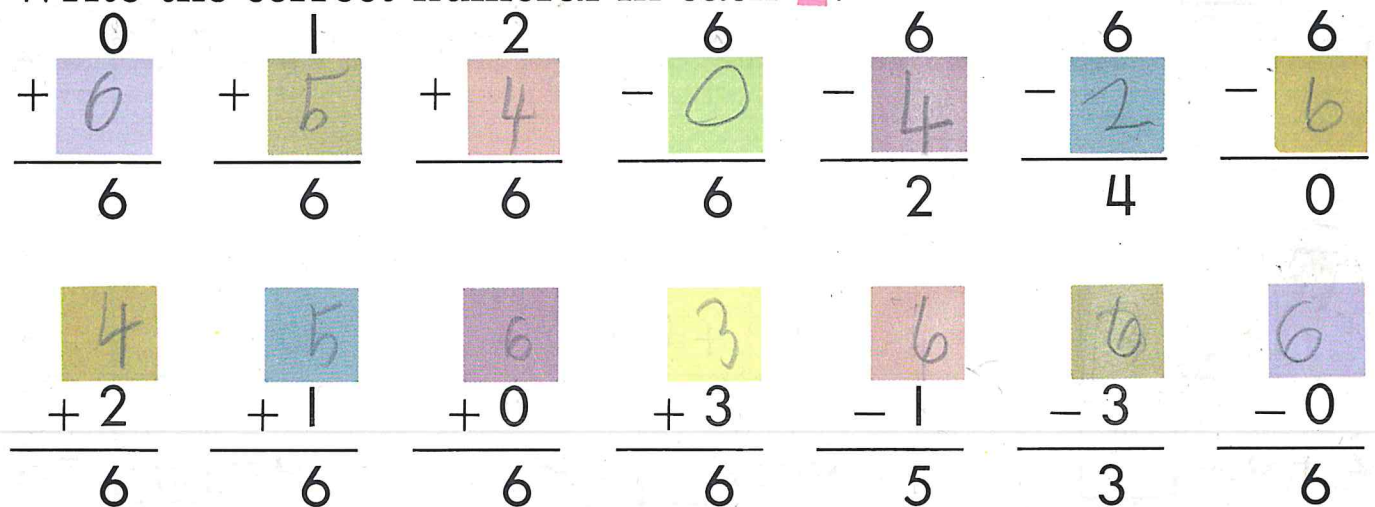 0 1 2 6 6 6 6
+ 6 + 5 + 4 - 0 - 4 - 2 - 6
6 6 6 6 2 4 0
4 5 6 3 6 6 6
+ 2 + 1 + 0 + 3 - 1 - 3 - 0
6 6 6 6 5 3 6